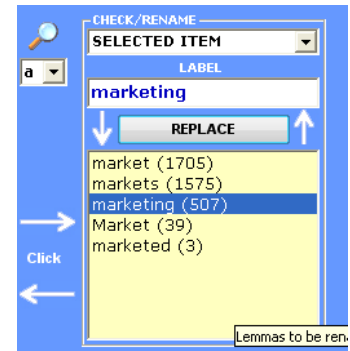 CHECK/RENAME
SELECTED ITEM
a
LABEL
marketing
REPLACE
market (1705)
markets (1575)
marketing (507)
Market (39)
marketed (3)
Click
Lemmas to be rena